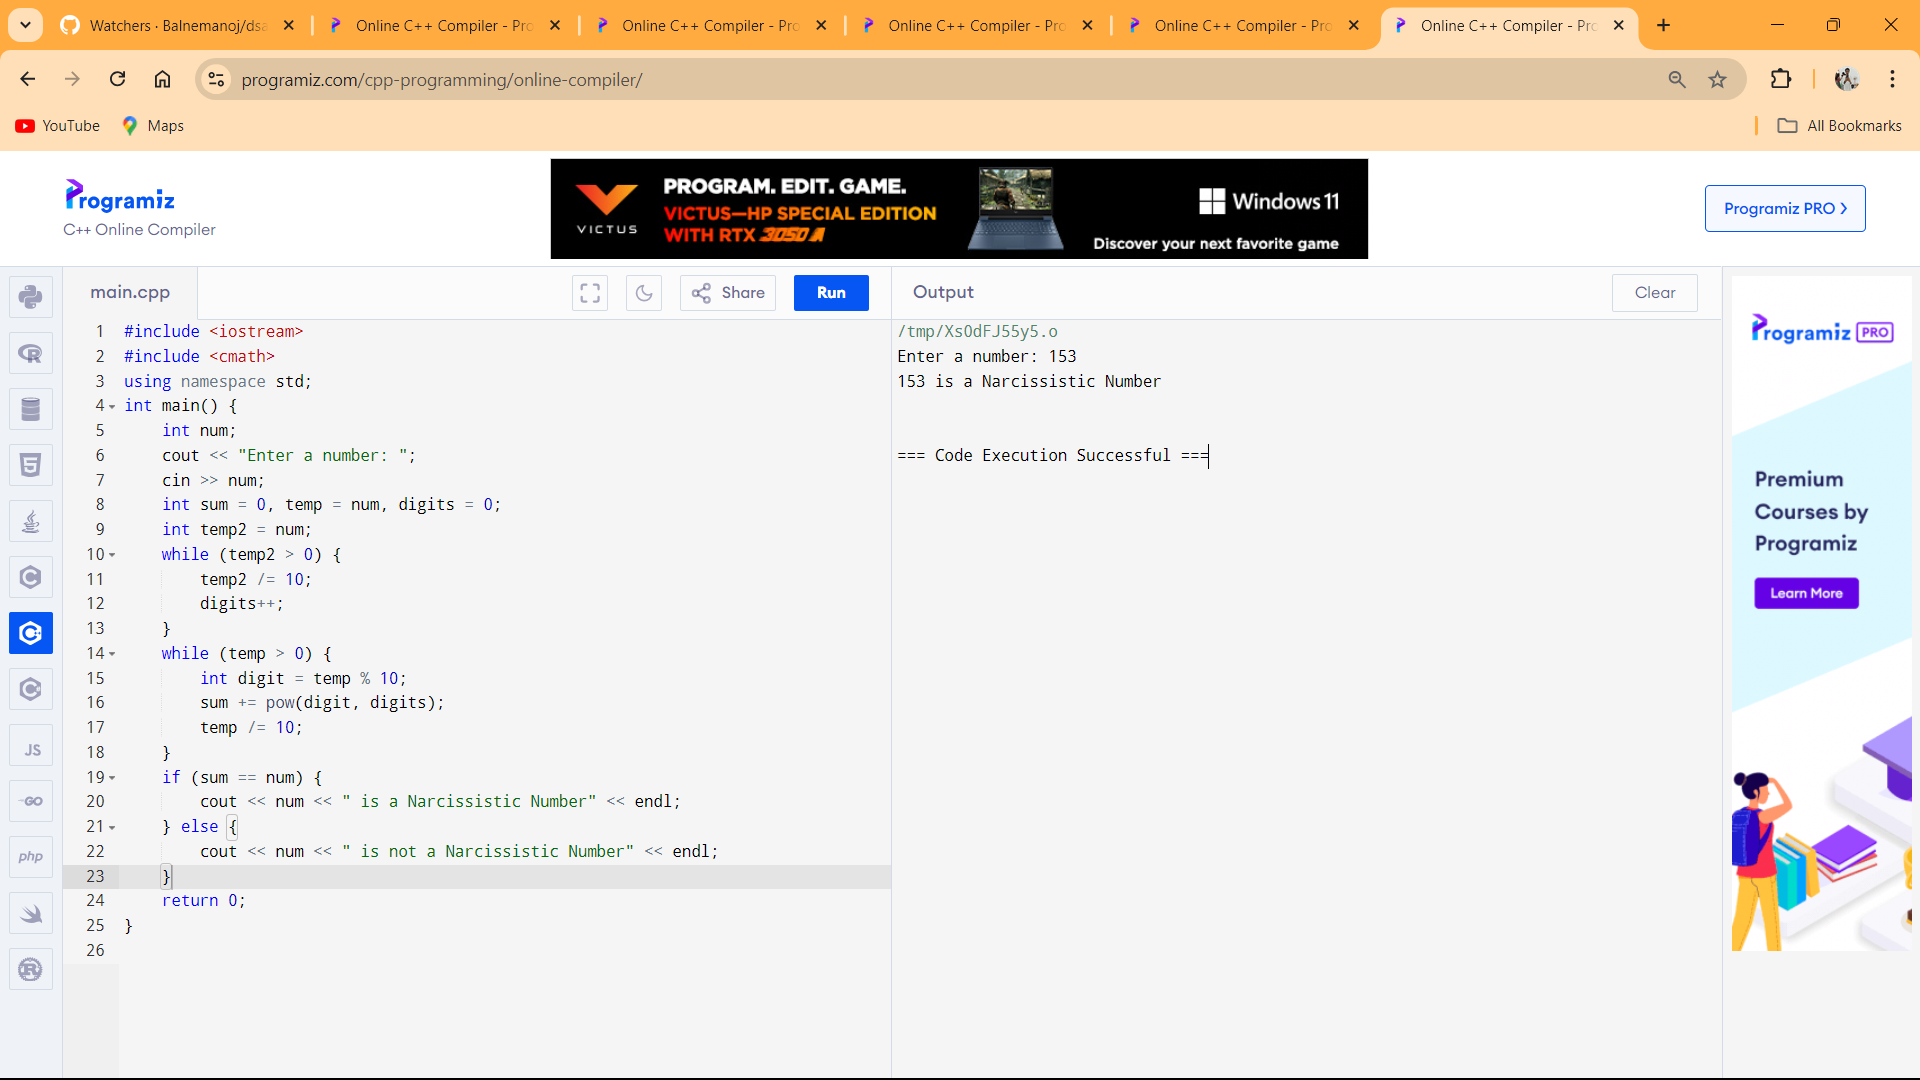 Watchers · Balnemanoj/dsa
Online C++ Compiler - Pro
Online C++ Compiler - Pro
Online C++ Compiler - Pro
Online C++ Compiler - Pro
Online C++ Compiler - Pro
programiz.com/cpp-programming/online-compiler/
YouTube
Maps
All Bookmarks
Programiz
C++ Online Compiler
VICTUS
PROGRAM. EDIT. GAME.
VICTUS—HP SPECIAL EDITION
WITH RTX 3050 A
Windows 11
Discover your next favorite game
Programiz PRO >
main.cpp
Share
Run
Output
Clear
1 #include <iostream>
2 #include <cmath>
3 using namespace std;
4 int main() {
5 int num;
6 cout << "Enter a number: ";
7 cin >> num;
8 int sum = 0, temp = num, digits = 0;
9 int temp2 = num;
10 while (temp2 > 0) {
11 temp2 /= 10;
12 digits++;
13 }
14 while (temp > 0) {
15 int digit = temp % 10;
16 sum += pow(digit, digits);
17 temp /= 10;
18 }
19 if (sum == num) {
20 cout << num << " is a Narcissistic Number" << endl;
21 } else {
22 cout << num << " is not a Narcissistic Number" << endl;
23 }
24 return 0;
25 }
26
/tmp/XsOdFJ55y5.o
Enter a number: 153
153 is a Narcissistic Number
=== Code Execution Successful ===
JS
GO
php
Programiz PRO
Premium
Courses by
Programiz
Learn More